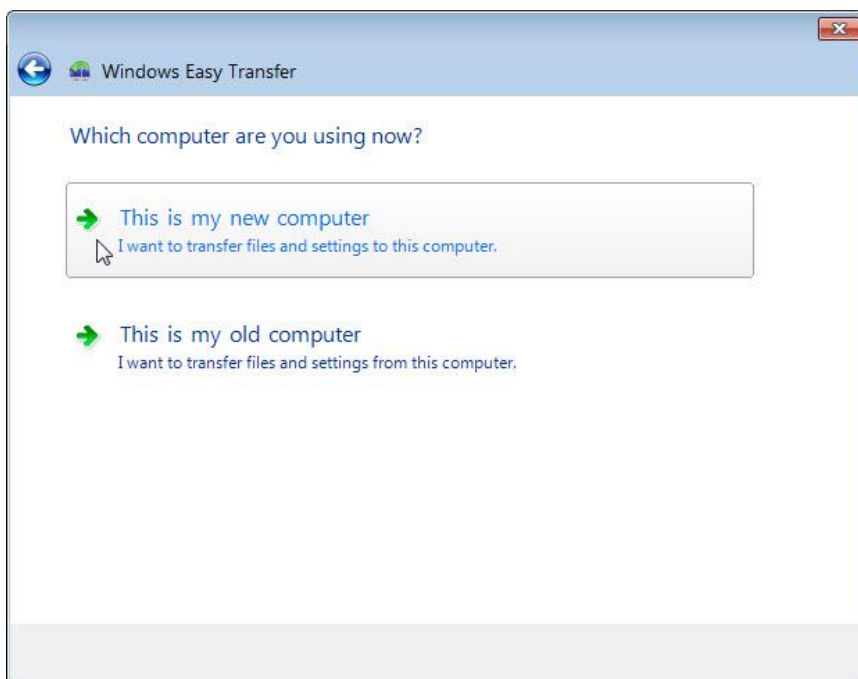 Windows Easy Transfer
Which computer are you using now?
This is my new computer
I want to transfer files and settings to this computer.
This is my old computer
I want to transfer files and settings from this computer.